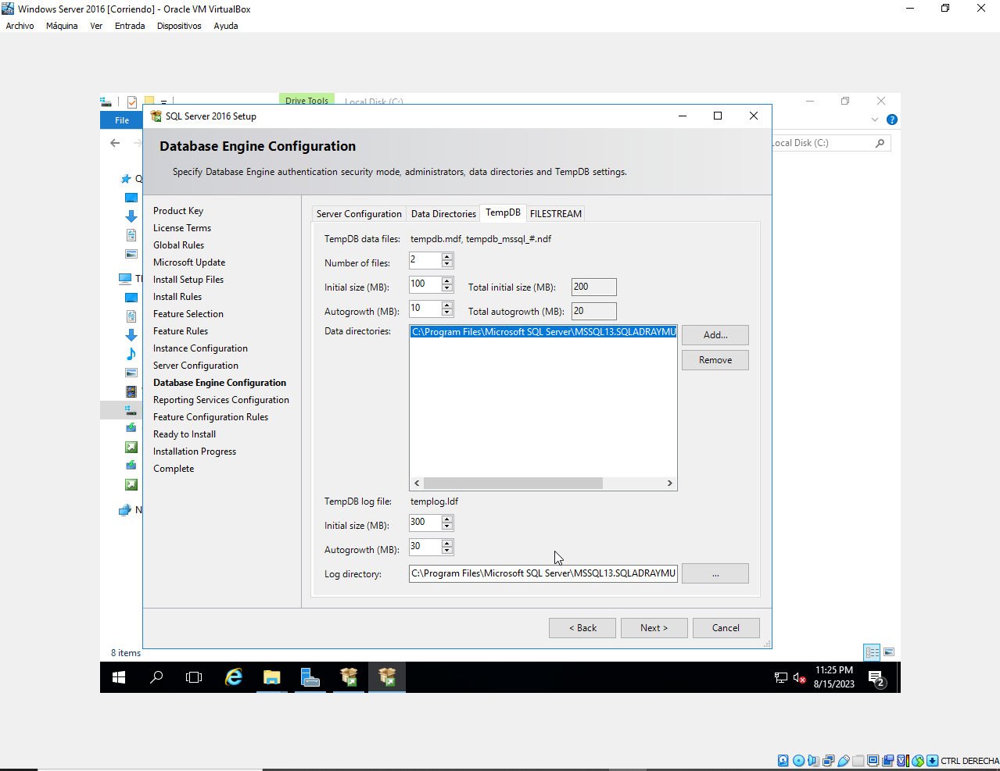 Windows Server 2016 [Corriendo] - Oracle VM VirtualBox
Archivo Máquina Ver Entrada Dispositivos Ayuda
Drive Tools Local Disk (C:)
File
SQL Server 2016 Setup
Database Engine Configuration
Local Disk (C:)
Specify Database Engine authentication security mode, administrators, data directories and TempDB settings.
Product Key
License Terms
Global Rules
Microsoft Update
Install Setup Files
Install Rules
Feature Selection
Feature Rules
Instance Configuration
Server Configuration
Database Engine Configuration
Reporting Services Configuration
Feature Configuration Rules
Ready to Install
Installation Progress
Complete
Server Configuration Data Directories TempDB FILESTREAM
TempDB data files: tempdb.mdf, tempdb_mssql_#.ndf
Number of files: 2
Initial size (MB): 100 Total initial size (MB): 200
Autogrowth (MB): 10 Total autogrowth (MB): 20
Data directories: C:\Program Files\Microsoft SQL Server\MSSQL13.SQLADRAYMU
Add...
Remove
TempDB log file: templog.ldf
Initial size (MB): 300
Autogrowth (MB): 30
Log directory: C:\Program Files\Microsoft SQL Server\MSSQL13.SQLADRAYMU ...
< Back Next > Cancel
8 items
11:25 PM
8/15/2023
2
CTRL DERECHA